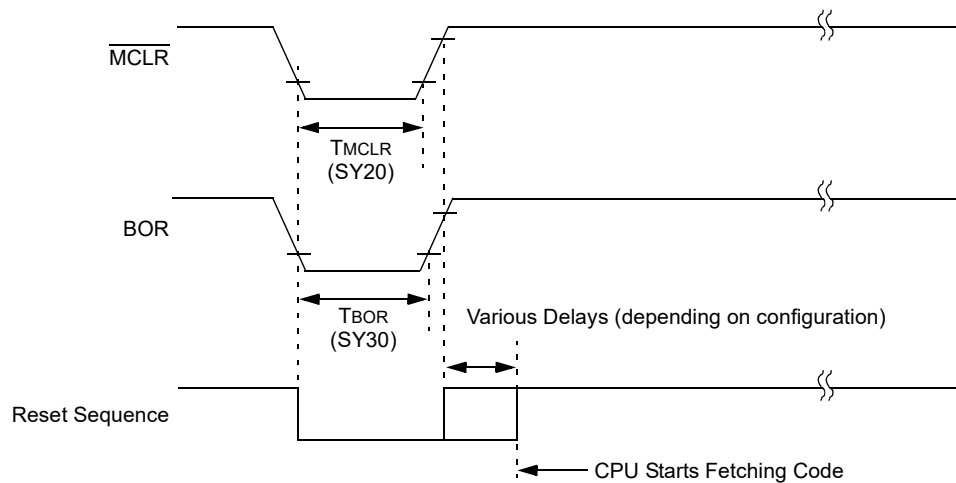 MCLR
TMCLR
(SY20)
BOR
TBOR
(SY30)
Various Delays (depending on configuration)
Reset Sequence
CPU Starts Fetching Code